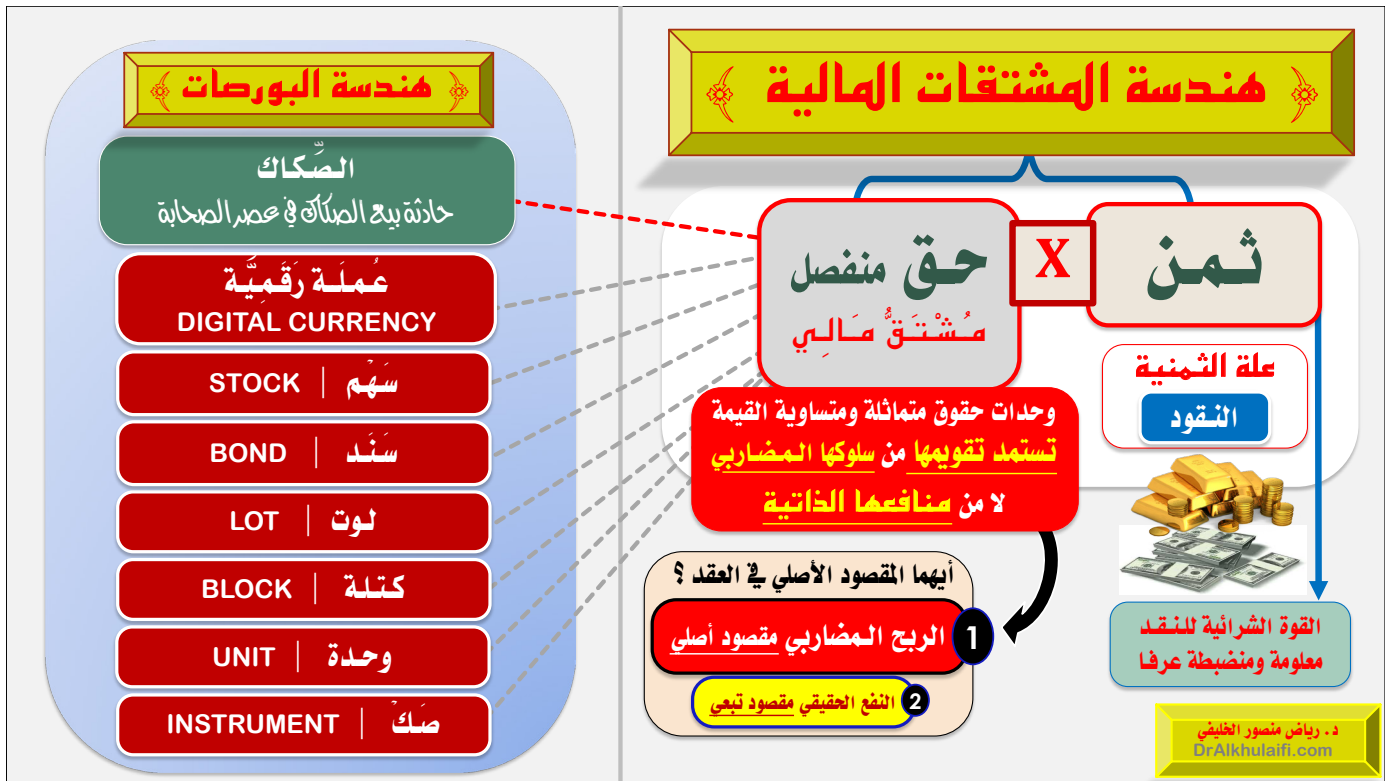 هندسة المشتقات المالية
ثمن
X
حق منفصل
مُشْتَقٌّ مَالِي
علة الثمنية
النقود
القوة الشرائية للنقد
معلومة ومنضبطة عرفا
وحدات حقوق متماثلة ومتساوية القيمة
تستمد تقويمها من سلوكها المضاربي
لا من منافعها الذاتية
أيهما المقصود الأصلي في العقد ؟
1 الربح المضاربي مقصود أصلي
2 النفع الحقيقي مقصود تبعي
د. رياض منصور الخليفي
DrAlkhulaifi.com
هندسة البورصات
الصِّكاك
حادثة بيع الصكاك في عصر الصحابة
عُملَة رَقَمِيَّة
DIGITAL CURRENCY
سَهْم | STOCK
سَنَد | BOND
لوت | LOT
كتلة | BLOCK
وحدة | UNIT
صَكّ | INSTRUMENT